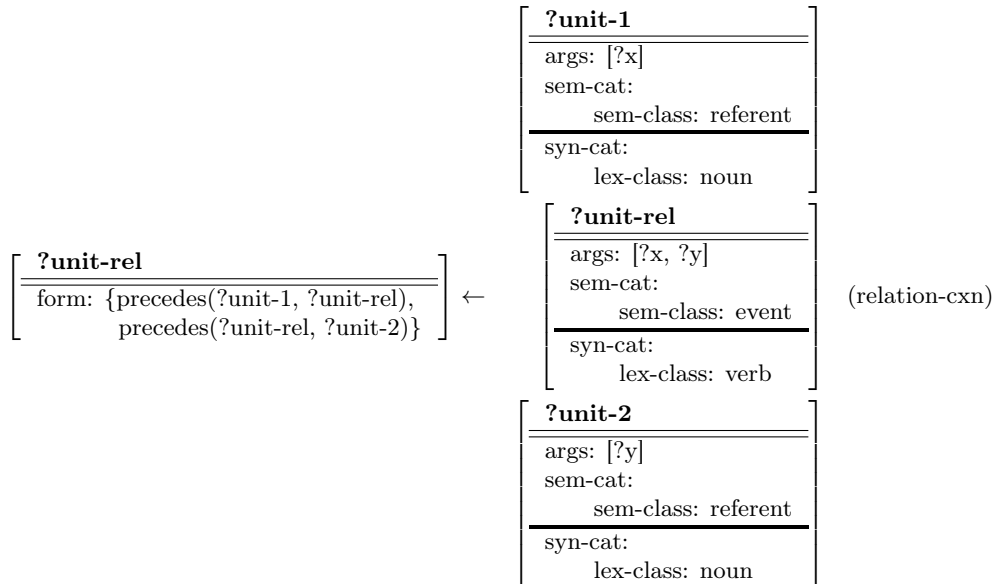 ?unit-1
args: [?x]
sem-cat:
sem-class: referent
syn-cat:
lex-class: noun
?unit-rel
form: {precedes(?unit-1, ?unit-rel),
precedes(?unit-rel, ?unit-2)}
←
?unit-rel
args: [?x, ?y]
sem-cat:
sem-class: event
syn-cat:
lex-class: verb
(relation-cxn)
?unit-2
args: [?y]
sem-cat:
sem-class: referent
syn-cat:
lex-class: noun